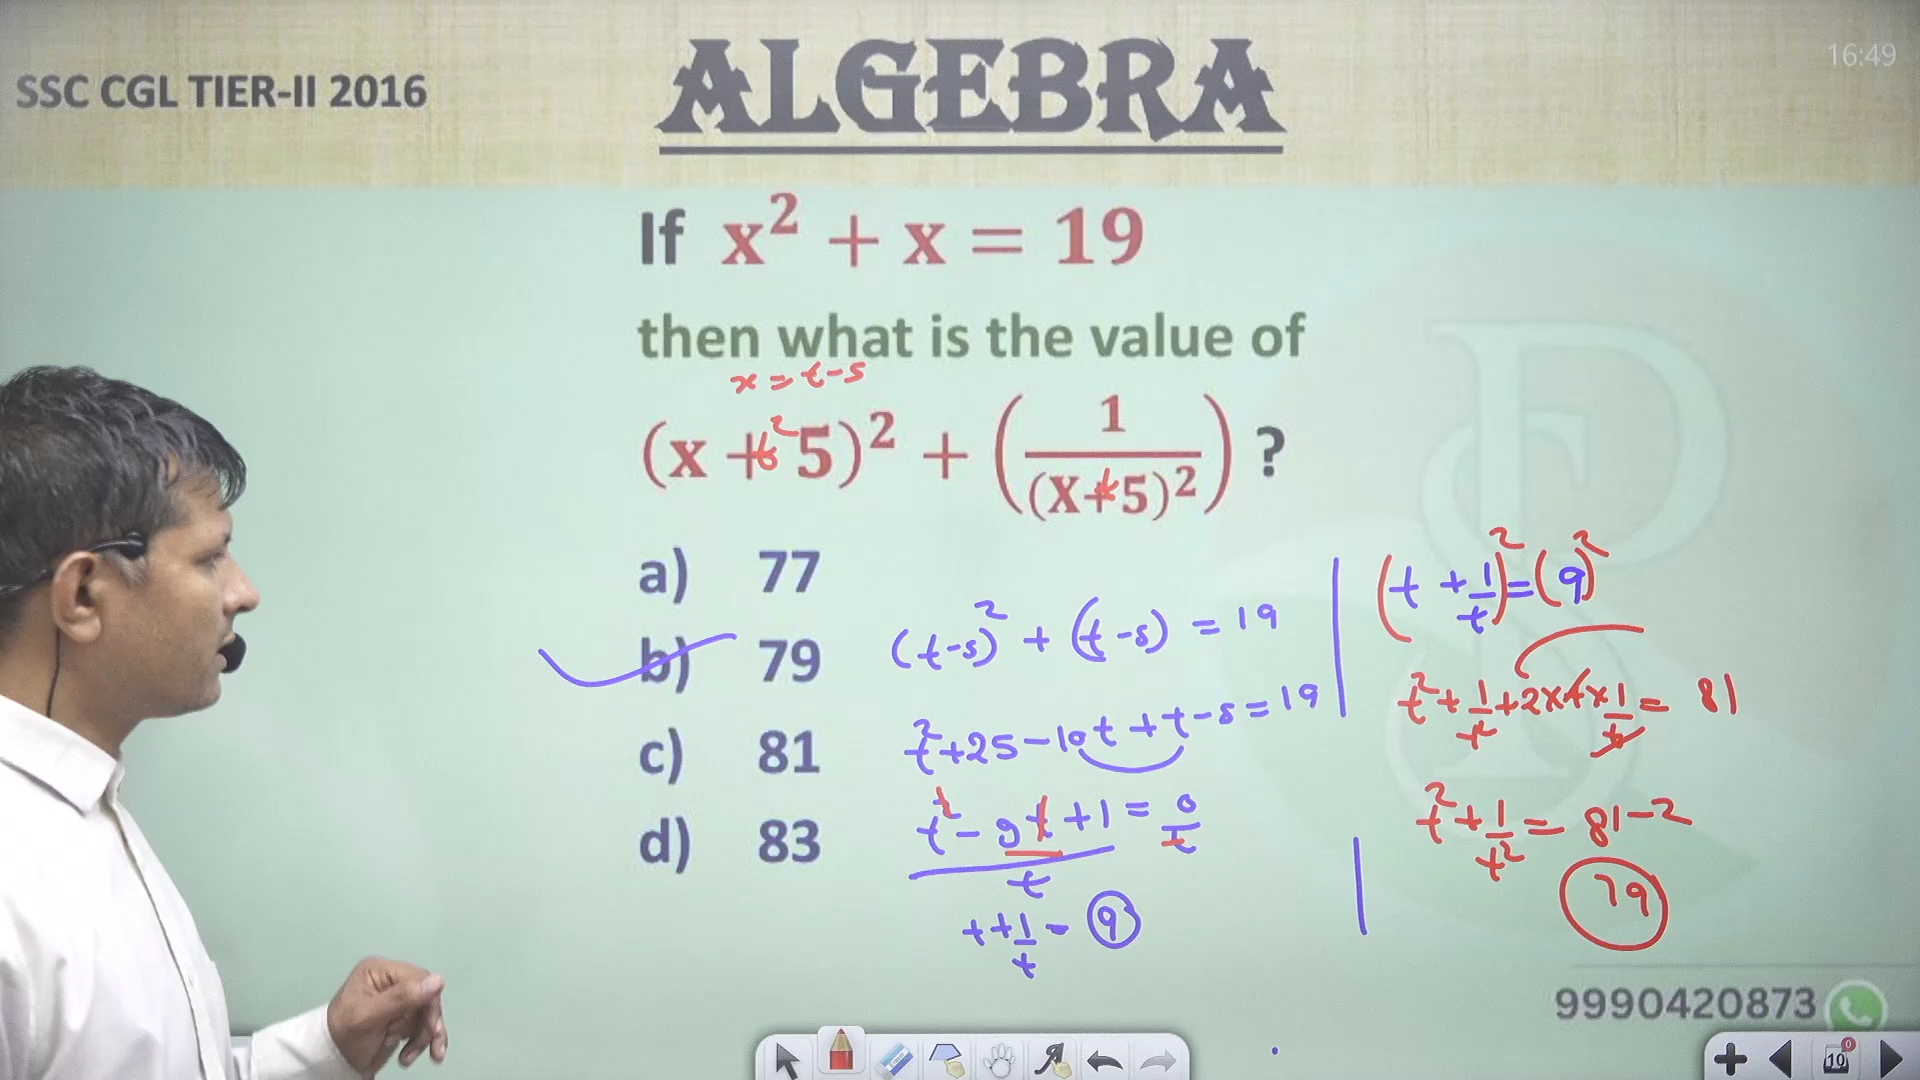 SSC CGL TIER-II 2016
ALGEBRA
16:49
If x² + x = 19
then what is the value of
x = t-5
(x + 5)² + (1/(X+5)²) ?
t²
t
a) 77
b) 79
c) 81
d) 83
(t-5)² + (t-5) = 19
t²+25-10t+t-5=19
t²-9t+1 = 0/t
t
t+1/t = 9
(t + 1/t)² = (9)²
t²+1/t²+2×t×1/t = 81
t²+1/t² = 81-2
79
9990420873
10
0